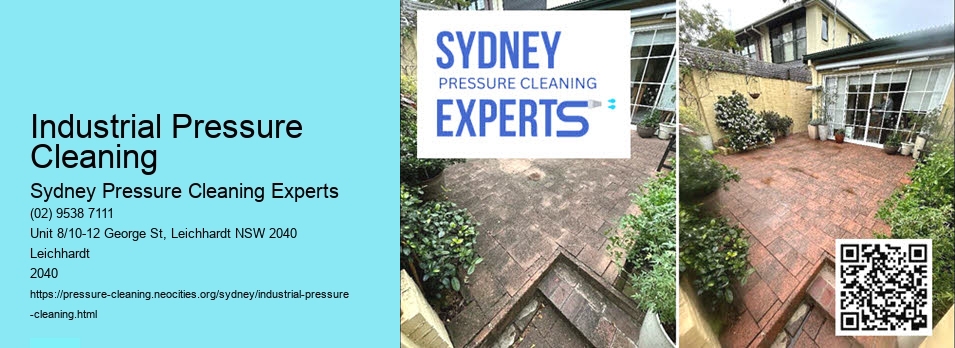 Industrial Pressure
Cleaning
Sydney Pressure Cleaning Experts
(02) 9538 7111
Unit 8/10-12 George St, Leichhardt NSW 2040
Leichhardt
2040
https://pressure-cleaning.neocities.org/sydney/industrial-pressure
-cleaning.html
SYDNEY
PRESSURE CLEANING
EXPERTS